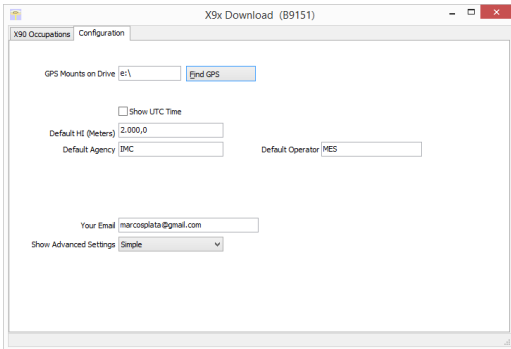 X9x Download (B9151)
X90 Occupations Configuration
GPS Mounts on Drive e:\ Find GPS
Show UTC Time
Default HI (Meters) 2.000,0
Default Agency IMC Default Operator MES
Your Email marcosplata@gmail.com
Show Advanced Settings Simple